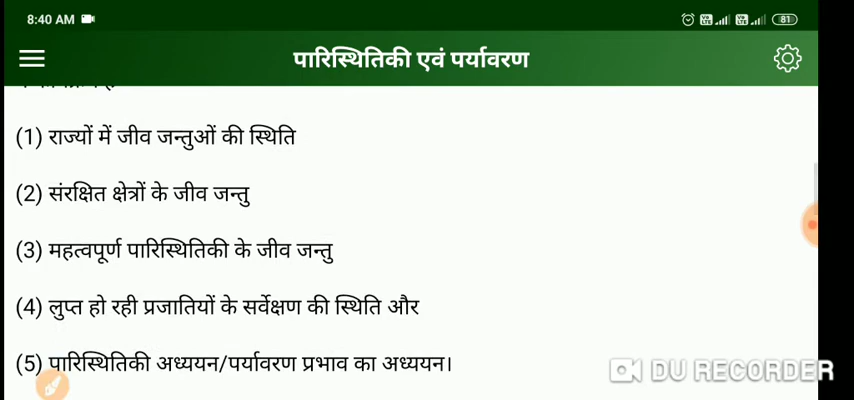 8:40 AM
81
पारिस्थितिकी एवं पर्यावरण
(1) राज्यों में जीव जन्तुओं की स्थिति
(2) संरक्षित क्षेत्रों के जीव जन्तु
(3) महत्वपूर्ण पारिस्थितिकी के जीव जन्तु
(4) लुप्त हो रही प्रजातियों के सर्वेक्षण की स्थिति और
(5) पारिस्थितिकी अध्ययन/पर्यावरण प्रभाव का अध्ययन।
DU RECORDER